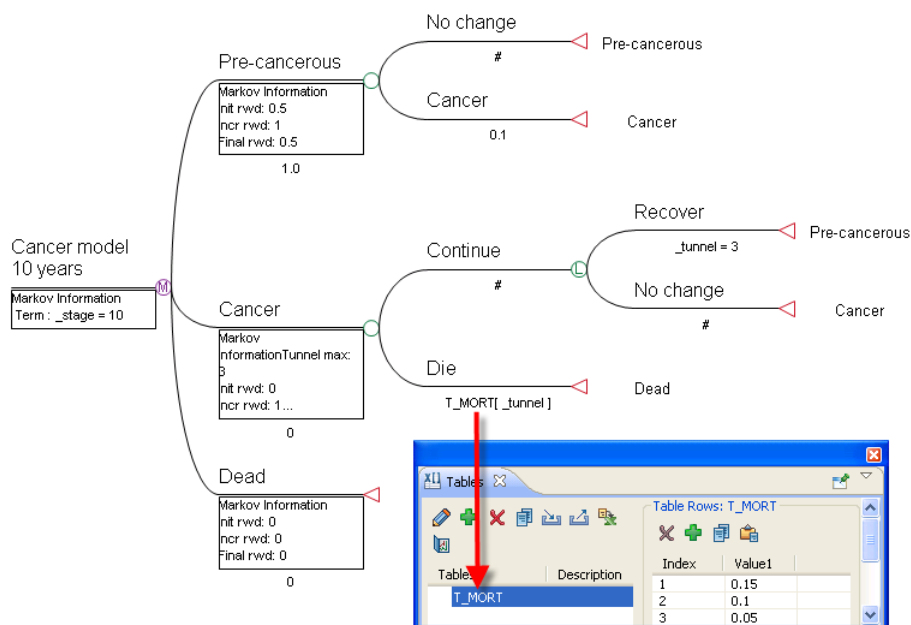 No change
#
Pre-cancerous
Pre-cancerous
Markov Information
nit rwd: 0.5
ncr rwd: 1
Final rwd: 0.5
1.0
Cancer
0.1
Cancer
Recover
_tunnel = 3
Pre-cancerous
Continue
#
L
No change
#
Cancer
Cancer model
10 years
Markov Information
Term : _stage = 10
M
Cancer
Markov
nformationTunnel max:
3
nit rwd: 0
ncr rwd: 1...
0
Die
T_MORT[ _tunnel ]
Dead
Dead
Markov Information
nit rwd: 0
ncr rwd: 0
Final rwd: 0
0
Tables
Table Rows: T_MORT
Table
Description
T_MORT
Index Value1
1 0.15
2 0.1
3 0.05